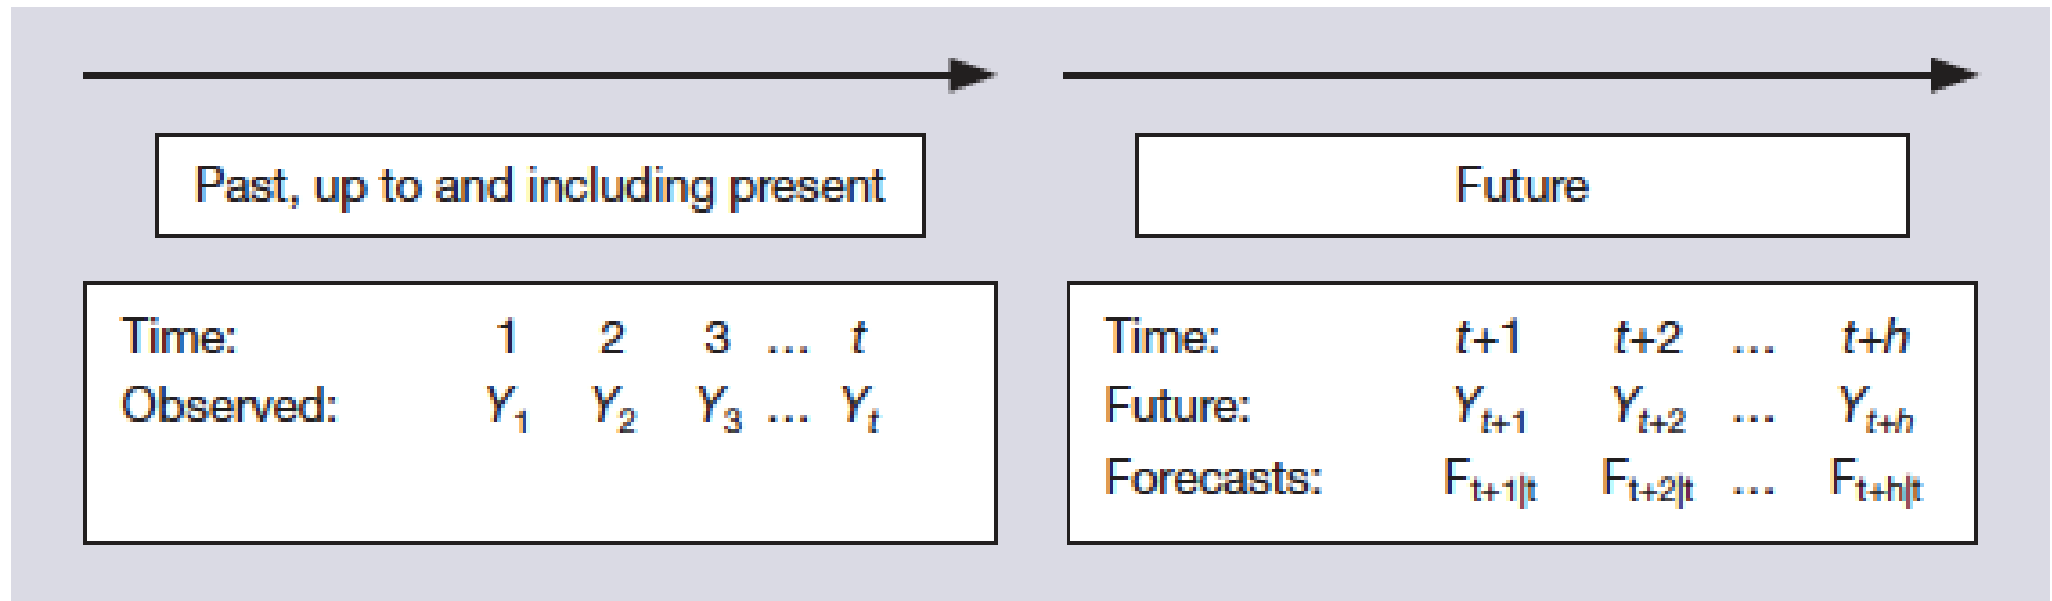 Past, up to and including present
Future
Time: 1 2 3 ... t
Observed: Y₁ Y₂ Y₃ ... Yₜ
Time: t+1 t+2 ... t+h
Future: Yₜ₊₁ Yₜ₊₂ ... Yₜ₊ₕ
Forecasts: Fₜ₊₁|ₜ Fₜ₊₂|ₜ ... Fₜ₊ₕ|ₜ